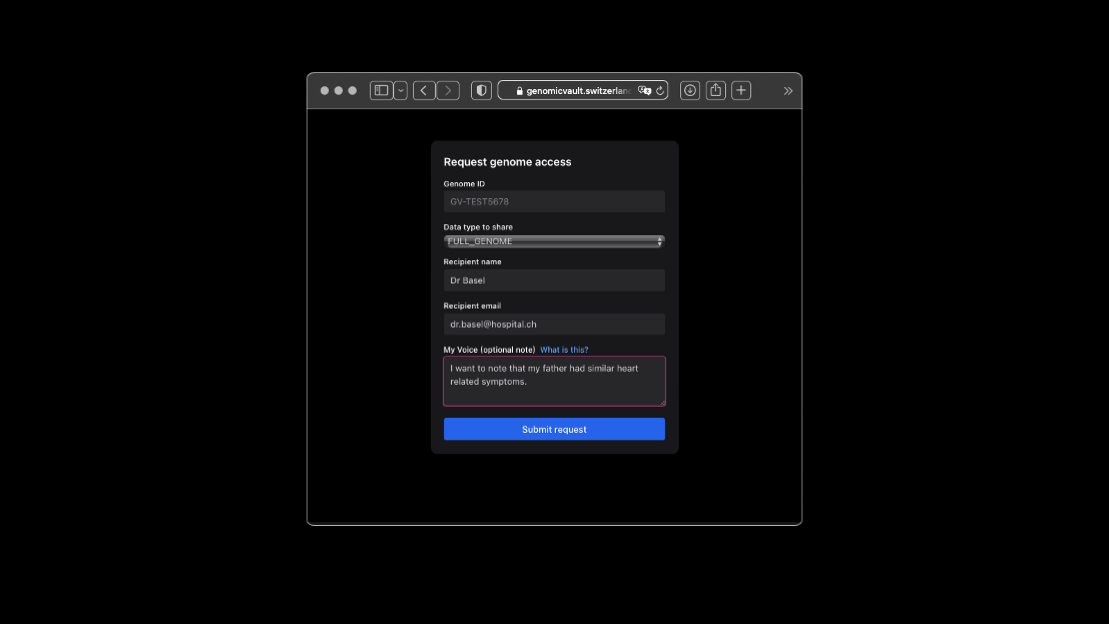 genomicvault.switzerlan
Request genome access
Genome ID
GV-TEST5678
Data type to share
FULL_GENOME
Recipient name
Dr Basel
Recipient email
dr.basel@hospital.ch
My Voice (optional note) What is this?
I want to note that my father had similar heart
related symptoms.
Submit request